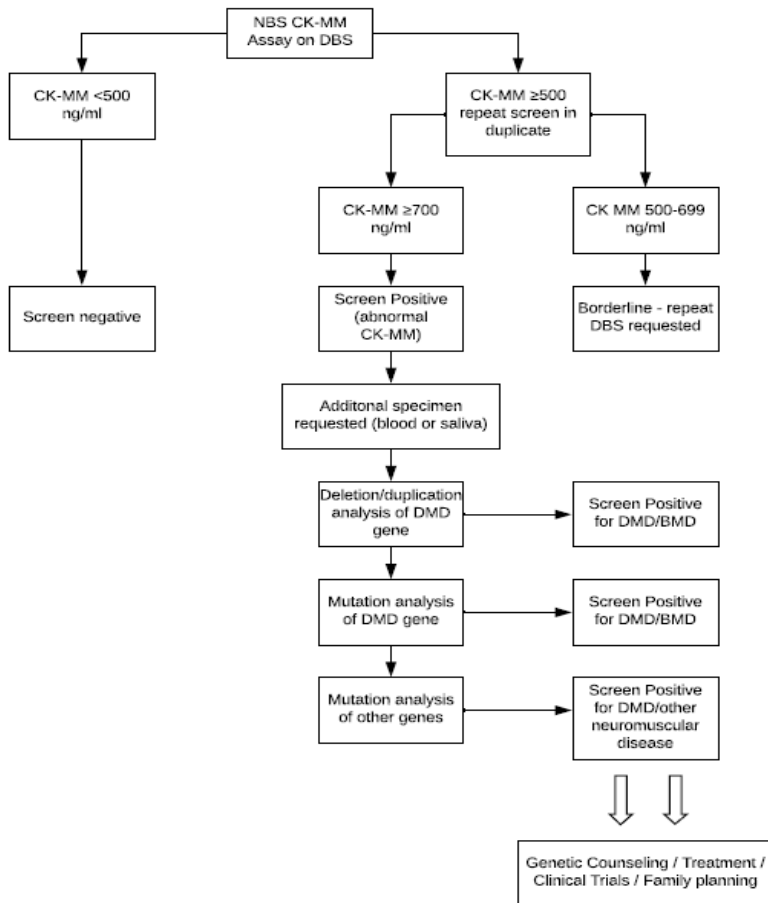 NBS CK-MM
Assay on DBS
CK-MM <500
ng/ml
CK-MM ≥500
repeat screen in
duplicate
CK-MM ≥700
ng/ml
CK MM 500-699
ng/ml
Screen negative
Screen Positive
(abnormal
CK-MM)
Borderline - repeat
DBS requested
Additonal specimen
requested (blood or saliva)
Deletion/duplication
analysis of DMD
gene
Screen Positive
for DMD/BMD
Mutation analysis
of DMD gene
Screen Positive
for DMD/BMD
Mutation analysis
of other genes
Screen Positive
for DMD/other
neuromuscular
disease
Genetic Counseling / Treatment /
Clinical Trials / Family planning